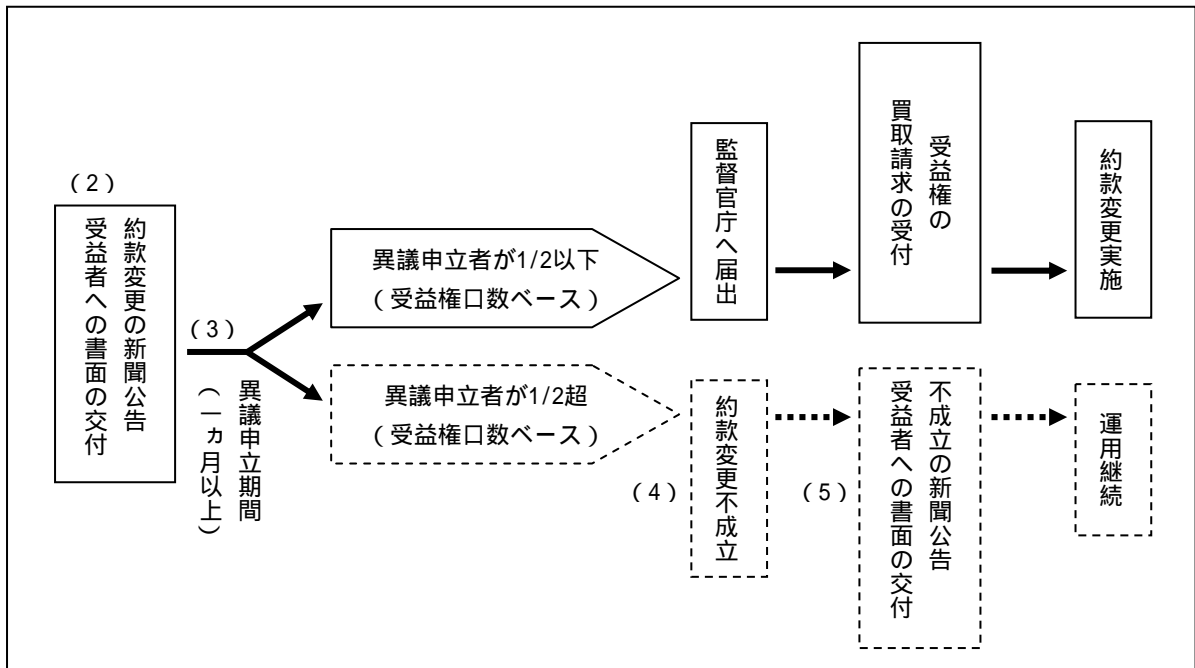 （２）
約款変更の新聞公告
受益者への書面の交付
（３）
異議申立期間
（一ヵ月以上）
異議申立者が1/2以下
（受益権口数ベース）
監督官庁へ届出
受益権の
買取請求の受付
約款変更実施
異議申立者が1/2超
（受益権口数ベース）
（４）
約款変更不成立
（５）
不成立の新聞公告
受益者への書面の交付
運用継続